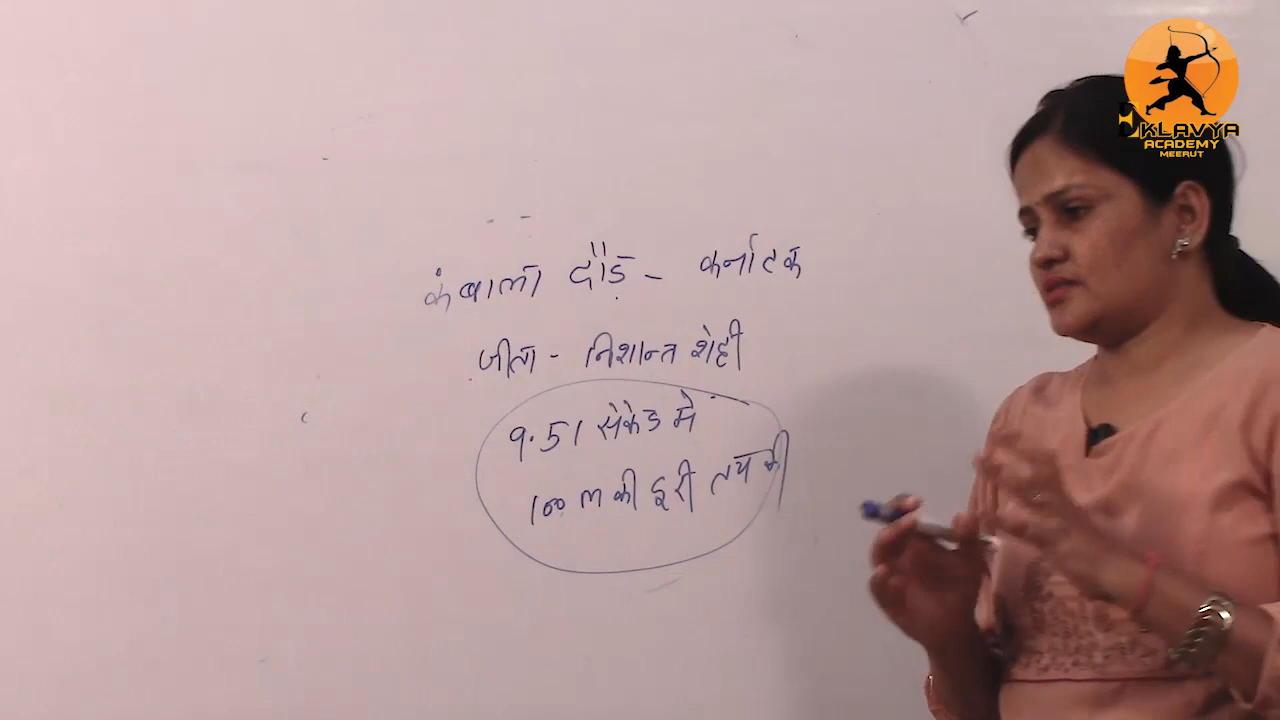 कंबाला दौड़ - कर्नाटक
जीता - निशान्त शेट्टी
9.51 सेकेंड में
100 m की दूरी तय की
EKLAVYA
ACADEMY
MEERUT